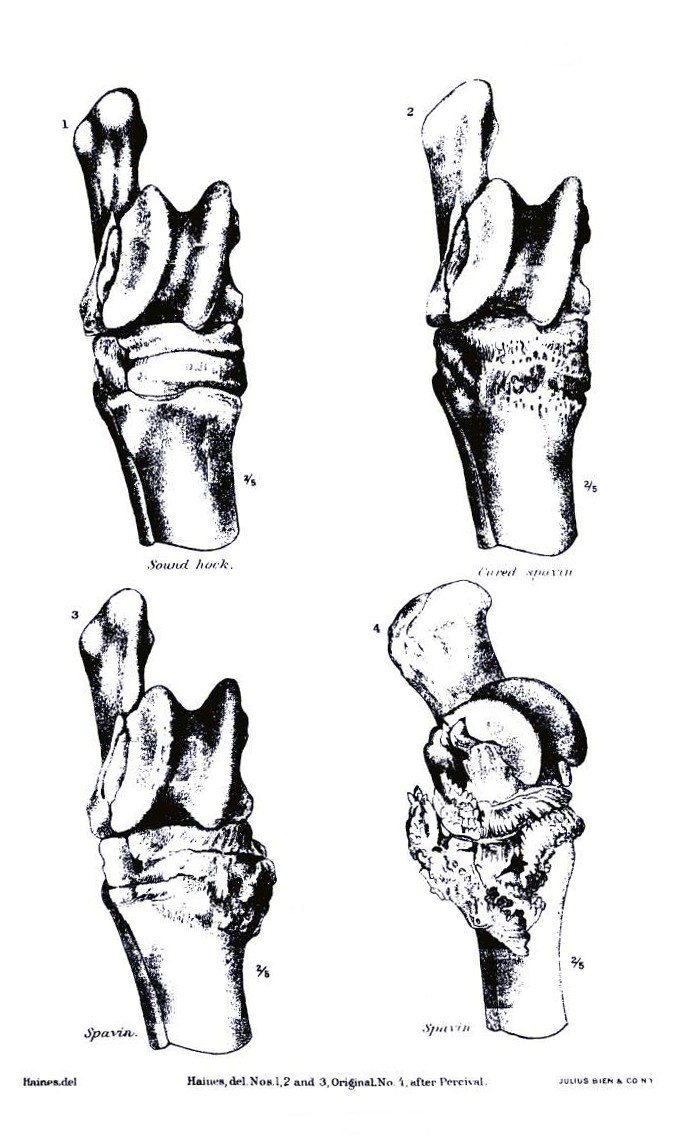 1
2
2/5
2/5
Sound hock.
Cured spavin
3
4
2/5
2/5
Spavin.
Spavin
Haines, del
Haines, del. Nos. 1, 2 and 3, Original. No. 4, after Percival.
JULIUS BIEN & CO N Y